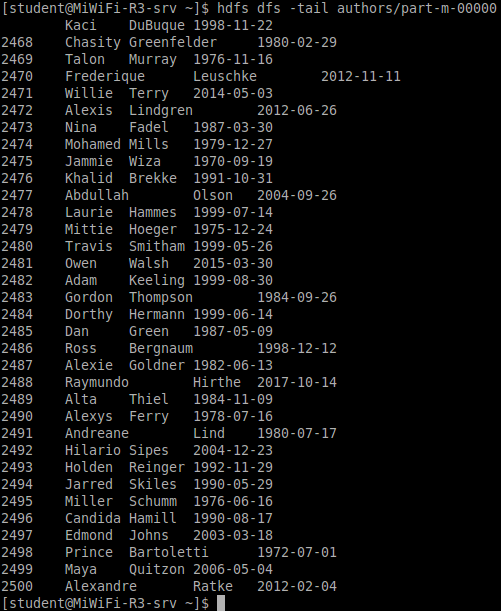 [student@MiWiFi-R3-srv ~]$ hdfs dfs -tail authors/part-m-00000
Kaci DuBuque 1998-11-22
2468 Chasity Greenfelder 1980-02-29
2469 Talon Murray 1976-11-16
2470 Frederique Leuschke 2012-11-11
2471 Willie Terry 2014-05-03
2472 Alexis Lindgren 2012-06-26
2473 Nina Fadel 1987-03-30
2474 Mohamed Mills 1979-12-27
2475 Jammie Wiza 1970-09-19
2476 Khalid Brekke 1991-10-31
2477 Abdullah Olson 2004-09-26
2478 Laurie Hammes 1999-07-14
2479 Mittie Hoeger 1975-12-24
2480 Travis Smitham 1999-05-26
2481 Owen Walsh 2015-03-30
2482 Adam Keeling 1999-08-30
2483 Gordon Thompson 1984-09-26
2484 Dorthy Hermann 1999-06-14
2485 Dan Green 1987-05-09
2486 Ross Bergnaum 1998-12-12
2487 Alexie Goldner 1982-06-13
2488 Raymundo Hirthe 2017-10-14
2489 Alta Thiel 1984-11-09
2490 Alexys Ferry 1978-07-16
2491 Andreane Lind 1980-07-17
2492 Hilario Sipes 2004-12-23
2493 Holden Reinger 1992-11-29
2494 Jarred Skiles 1990-05-29
2495 Miller Schumm 1976-06-16
2496 Candida Hamill 1990-08-17
2497 Edmond Johns 2003-03-18
2498 Prince Bartoletti 1972-07-01
2499 Maya Quitzon 2006-05-04
2500 Alexandre Ratke 2012-02-04
[student@MiWiFi-R3-srv ~]$